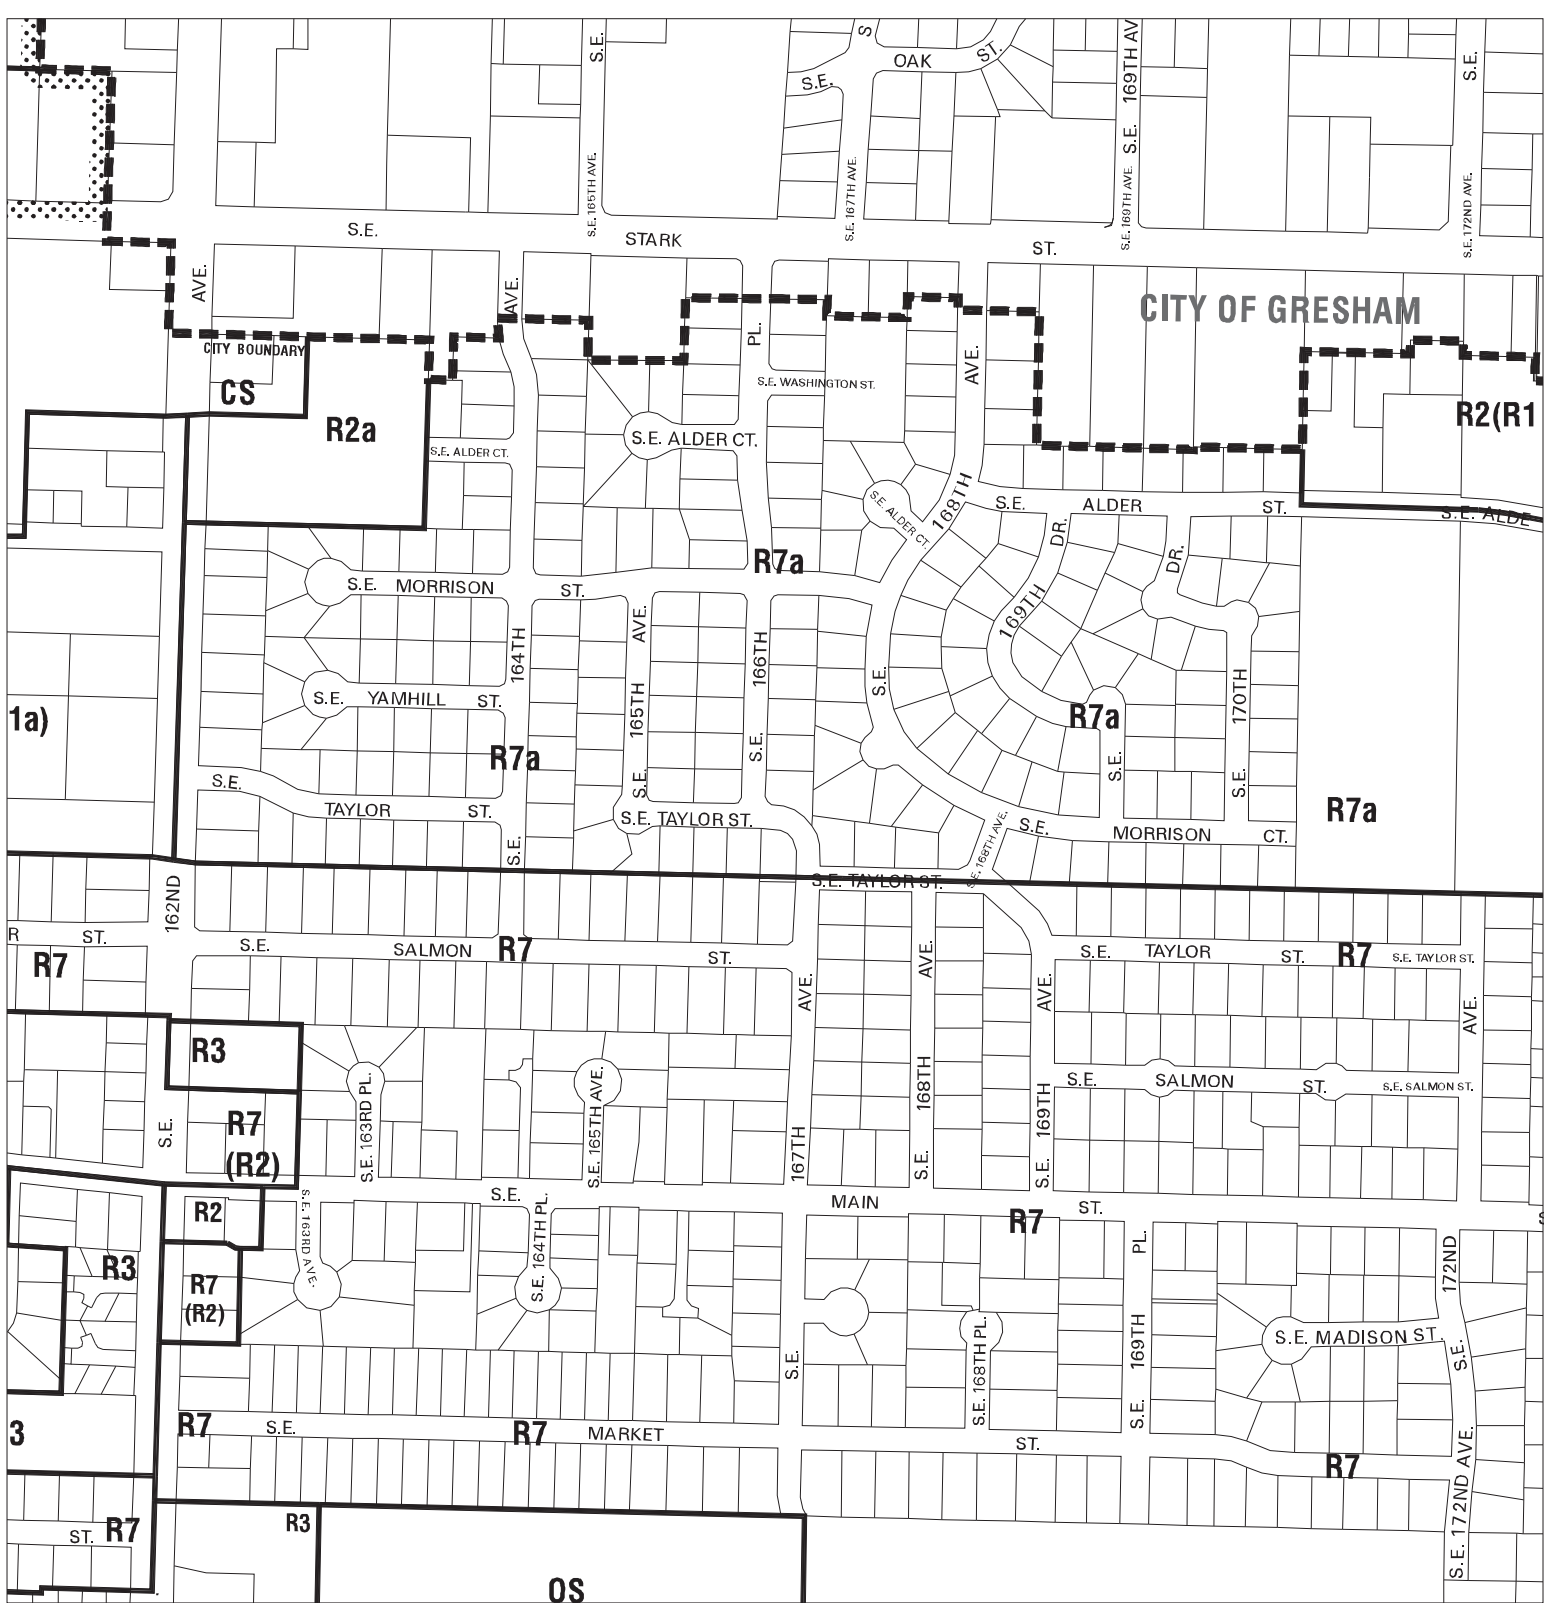 S
S.E.
OAK
ST.
S.E.
S.E. 169TH AV
S.E.
S.E. 165TH AVE.
S.E. 167TH AVE.
S.E. 169TH AVE.
S.E. 172ND AVE.
S.E.
STARK
ST.
AVE.
AVE.
CITY OF GRESHAM
PL.
AVE.
CITY BOUNDARY
CS
R2a
S.E. WASHINGTON ST.
R2(R1
S.E. ALDER CT.
S.E. ALDER CT.
S.E. ALDER CT.
168TH
S.E.
ALDER
ST.
S.E. ALDE
DR.
DR.
R7a
S.E.
MORRISON
ST.
169TH
AVE.
164TH
166TH
S.E.
165TH
170TH
S.E.
YAMHILL
ST.
1a)
R7a
R7a
S.E.
S.E.
S.E.
S.E.
S.E.
TAYLOR
ST.
S.E. TAYLOR ST.
R7a
S.E. 168TH AVE.
S.E.
MORRISON
CT.
S.E.
S.E. TAYLOR ST.
162ND
R
ST.
R7
S.E.
SALMON
R7
ST.
AVE.
S.E.
TAYLOR
ST.
R7
S.E. TAYLOR ST.
AVE.
AVE.
AVE.
R3
S.E. 163RD PL.
S.E. 165TH AVE.
168TH
169TH
S.E.
SALMON
ST.
S.E. SALMON ST.
R7
(R2)
S.E.
167TH
S.E.
S.E.
R2
S.E. 163RD AVE.
S.E.
MAIN
ST.
R7
S
S.E. 164TH PL.
PL.
172ND
R3
R7
(R2)
S.E. 168TH PL.
169TH
S.E. MADISON ST.
S.E.
S.E.
S.E.
3
R7
S.E.
R7
MARKET
ST.
R7
S.E. 172ND AVE.
ST.
R7
R3
OS